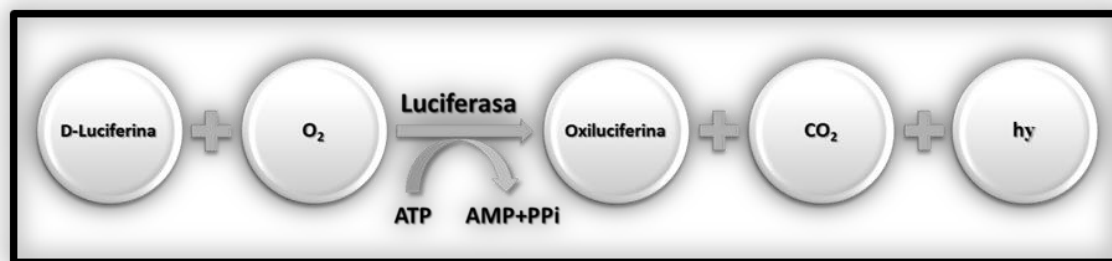 Luciferasa
D-Luciferina + O₂ Oxiluciferina + CO₂ + hy
ATP AMP+PPi